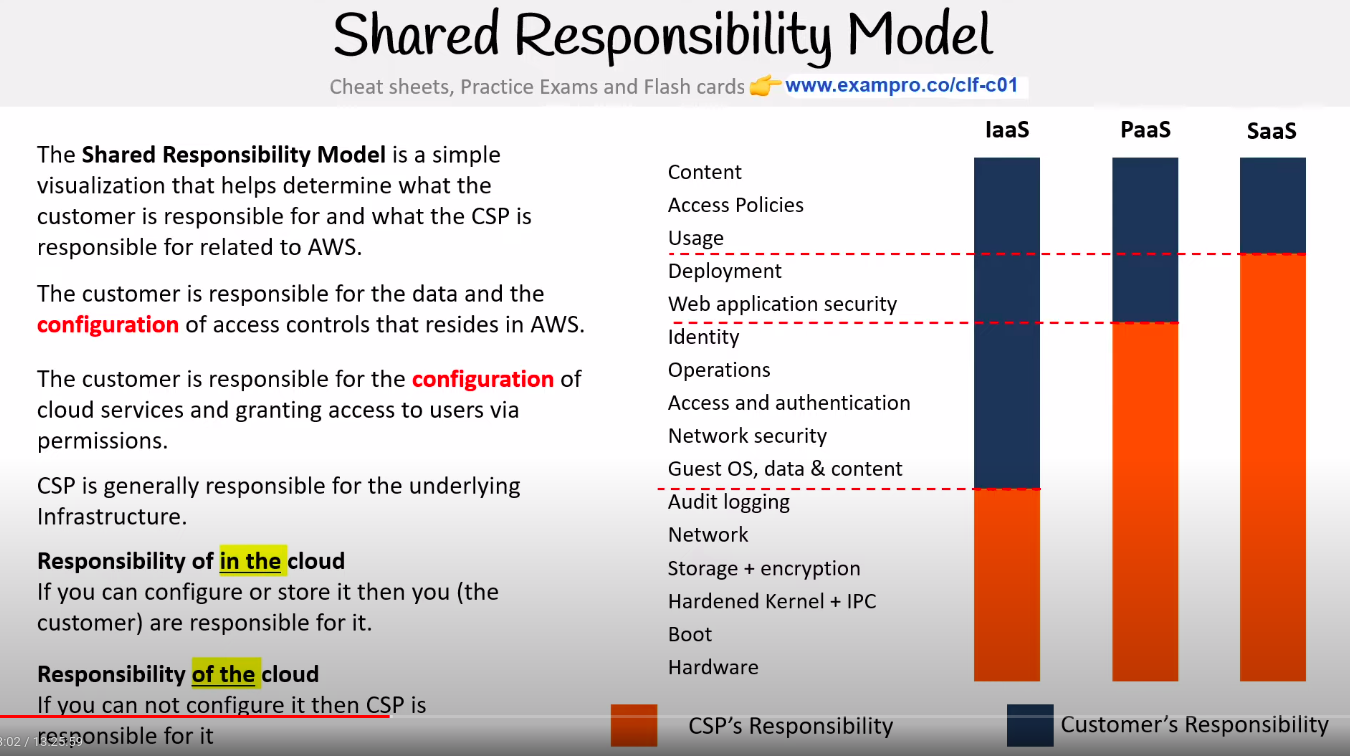 Shared Responsibility Model
Cheat sheets, Practice Exams and Flash cards 👉 www.exampro.co/clf-c01
The Shared Responsibility Model is a simple
visualization that helps determine what the
customer is responsible for and what the CSP is
responsible for related to AWS.
The customer is responsible for the data and the
configuration of access controls that resides in AWS.
The customer is responsible for the configuration of
cloud services and granting access to users via
permissions.
CSP is generally responsible for the underlying
Infrastructure.
Responsibility of in the cloud
If you can configure or store it then you (the
customer) are responsible for it.
Responsibility of the cloud
If you can not configure it then CSP is
responsible for it
IaaS PaaS SaaS
Content
Access Policies
Usage
Deployment
Web application security
Identity
Operations
Access and authentication
Network security
Guest OS, data & content
Audit logging
Network
Storage + encryption
Hardened Kernel + IPC
Boot
Hardware
CSP's Responsibility
Customer's Responsibility